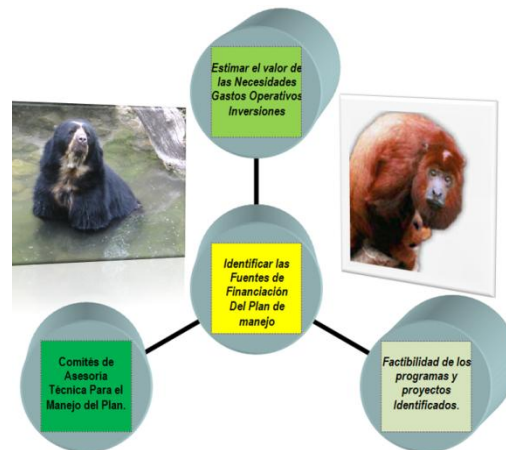 Estimar el valor de
las Necesidades
Gastos Operativos
Inversiones
Identificar las
Fuentes de
Financiación
Del Plan de
manejo
Comités de
Asesoria
Técnica Para el
Manejo del Plan.
Factibilidad de los
programas y
proyectos
Identificados.